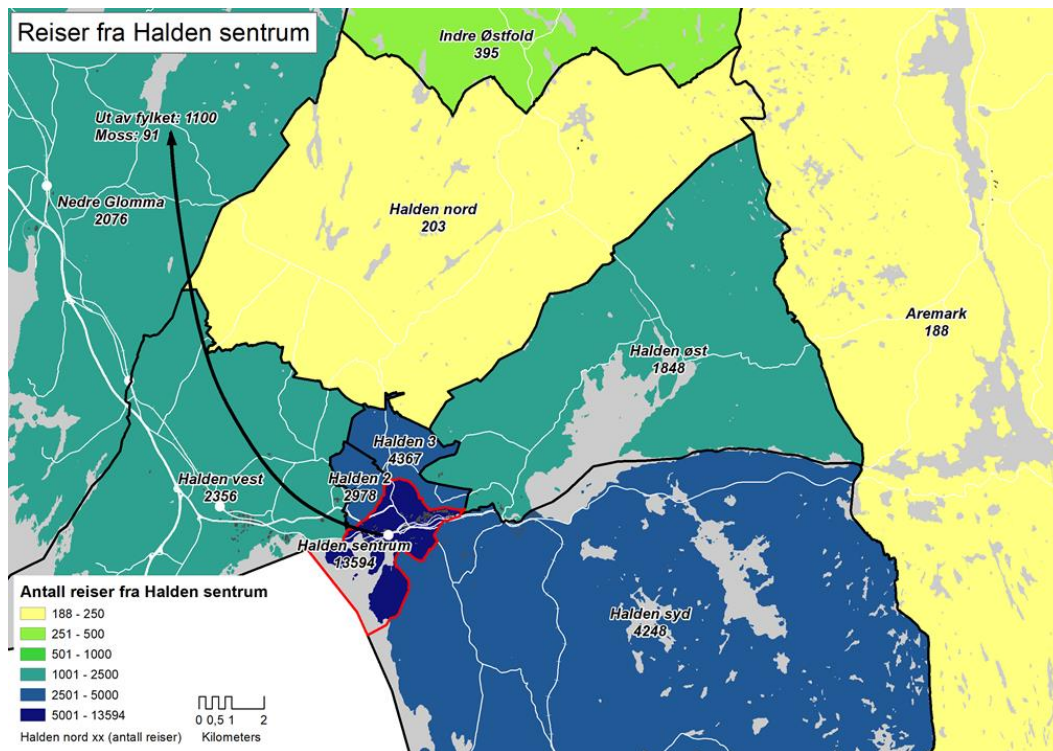 Reiser fra Halden sentrum
Indre Østfold
395
Ut av fylket: 1100
Moss: 91
Nedre Glomma
2076
Halden nord
203
Aremark
188
Halden øst
1848
Halden 3
4367
Halden vest
2356
Halden 2
2978
Halden sentrum
13594
Halden syd
4248
Antall reiser fra Halden sentrum
188 - 250
251 - 500
501 - 1000
1001 - 2500
2501 - 5000
5001 - 13594
Halden nord xx (antall reiser)
0 0,5 1 2
Kilometers